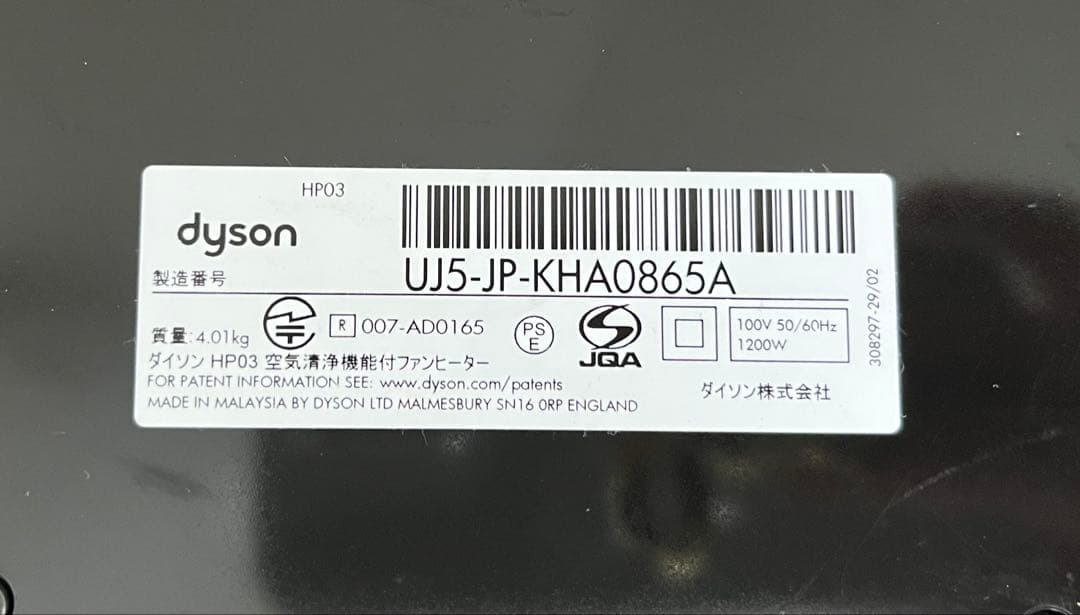 HP03
dyson
製造番号
UJ5-JP-KHA0865A
質量:4.01kg
R 007-AD0165
PS
E
JQA
100V 50/60Hz
1200W
308297-29/02
ダイソン HP03 空気清浄機能付ファンヒーター
FOR PATENT INFORMATION SEE: www.dyson.com/patents
MADE IN MALAYSIA BY DYSON LTD MALMESBURY SN16 0RP ENGLAND
ダイソン株式会社